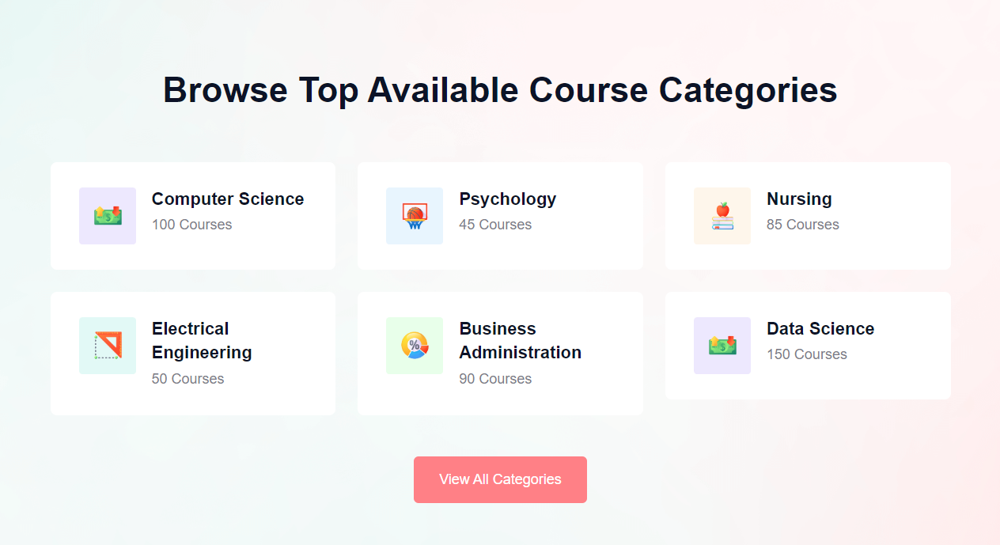 Browse Top Available Course Categories
Computer Science
100 Courses
Psychology
45 Courses
Nursing
85 Courses
Electrical
Engineering
50 Courses
Business
Administration
90 Courses
Data Science
150 Courses
View All Categories